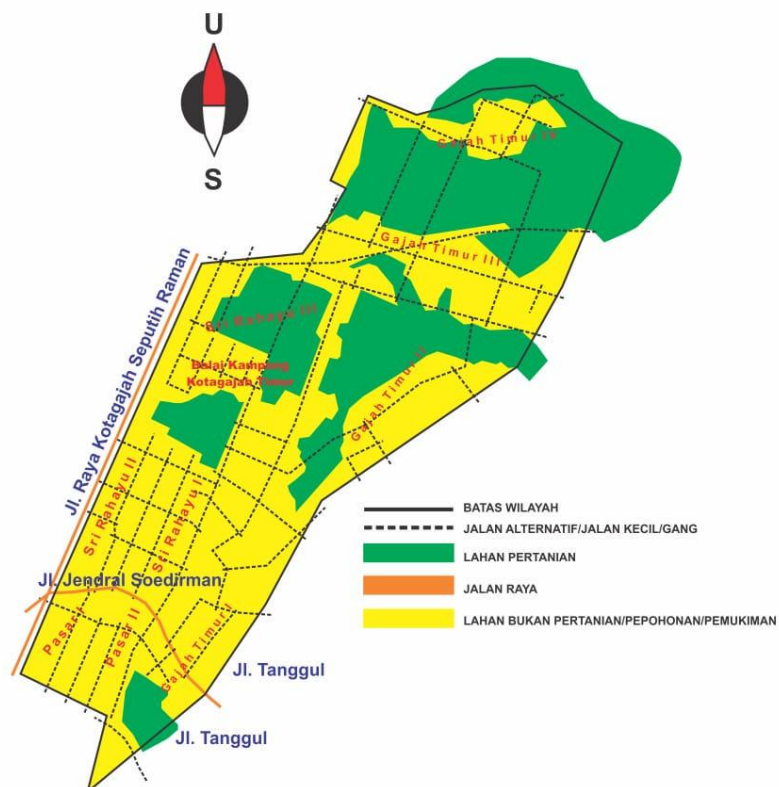 U
S
Gajah Timur IV
Gajah Timur III
Jl. Raya Kotagajah Seputih Raman
Sri Rahayu III
Balai Kampung
Kotagajah Timur
Gajah Timur II
Sri Rahayu II
Sri Rahayu I
Jl. Jendral Soedirman
Pasar I
Pasar II
Gajah Timur I
Jl. Tanggul
Jl. Tanggul
BATAS WILAYAH
JALAN ALTERNATIF/JALAN KECIL/GANG
LAHAN PERTANIAN
JALAN RAYA
LAHAN BUKAN PERTANIAN/PEPOHONAN/PEMUKIMAN